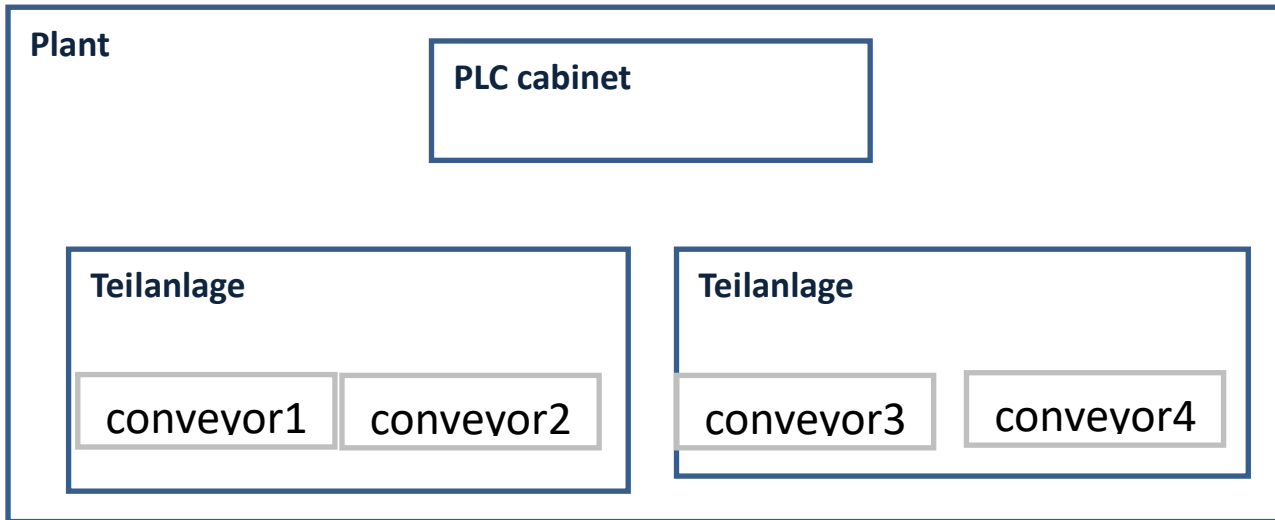 Plant
PLC cabinet
Teilanlage
Teilanlage
conveyor1
conveyor2
conveyor3
conveyor4